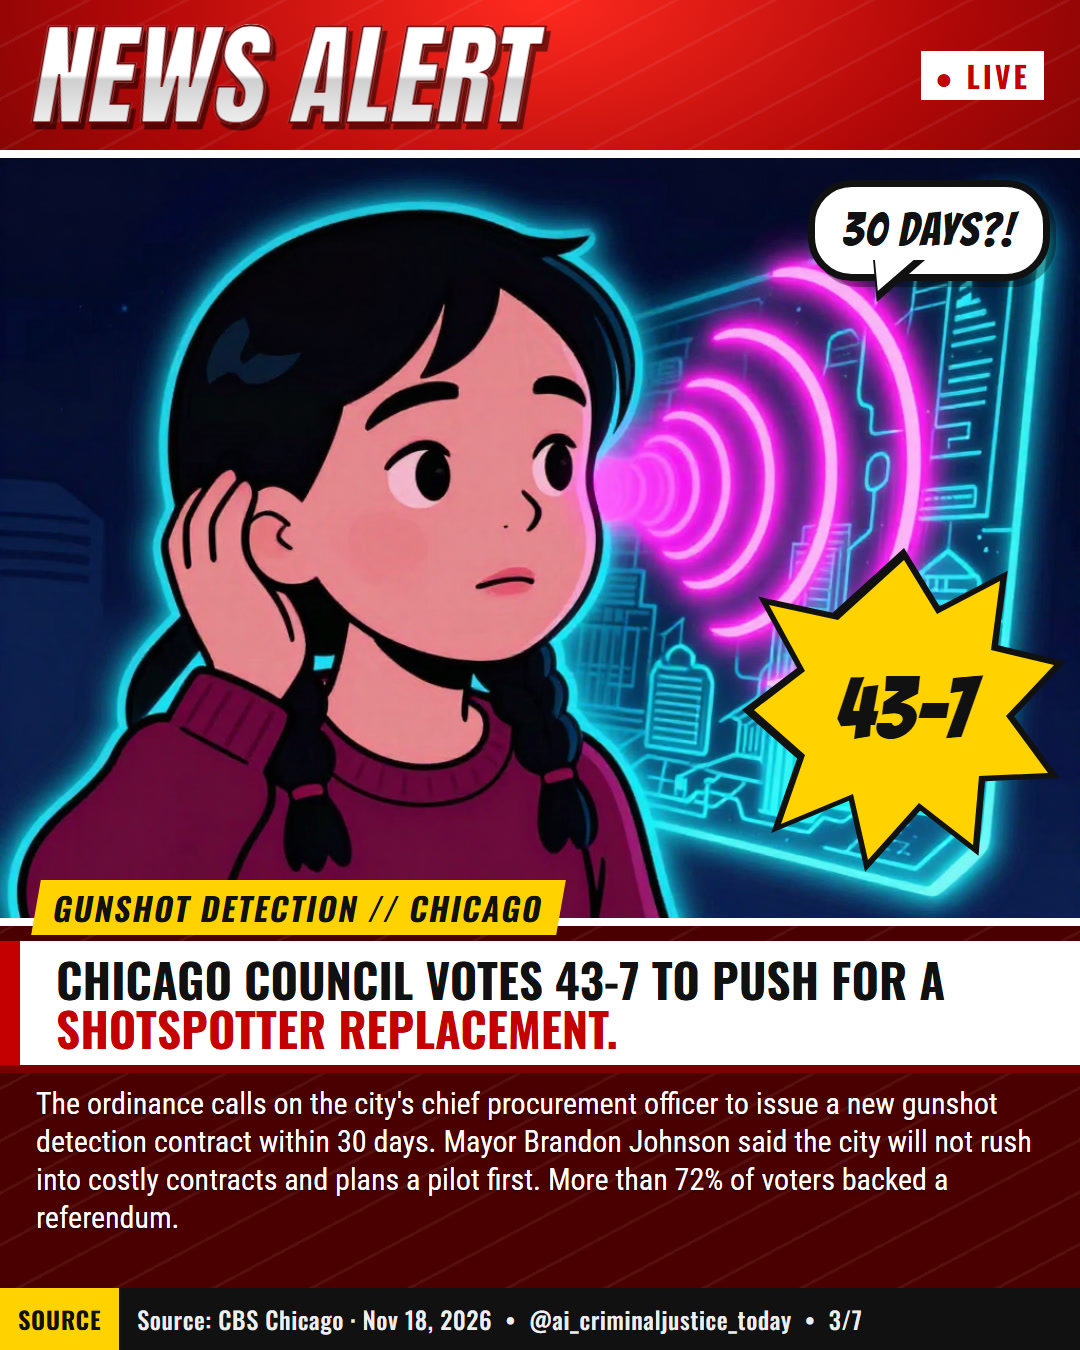 NEWS ALERT
● LIVE
30 DAYS?!
43-7
GUNSHOT DETECTION // CHICAGO
CHICAGO COUNCIL VOTES 43-7 TO PUSH FOR A
SHOTSPOTTER REPLACEMENT.
The ordinance calls on the city's chief procurement officer to issue a new gunshot
detection contract within 30 days. Mayor Brandon Johnson said the city will not rush
into costly contracts and plans a pilot first. More than 72% of voters backed a
referendum.
SOURCE Source: CBS Chicago · Nov 18, 2026 • @ai_criminaljustice_today • 3/7